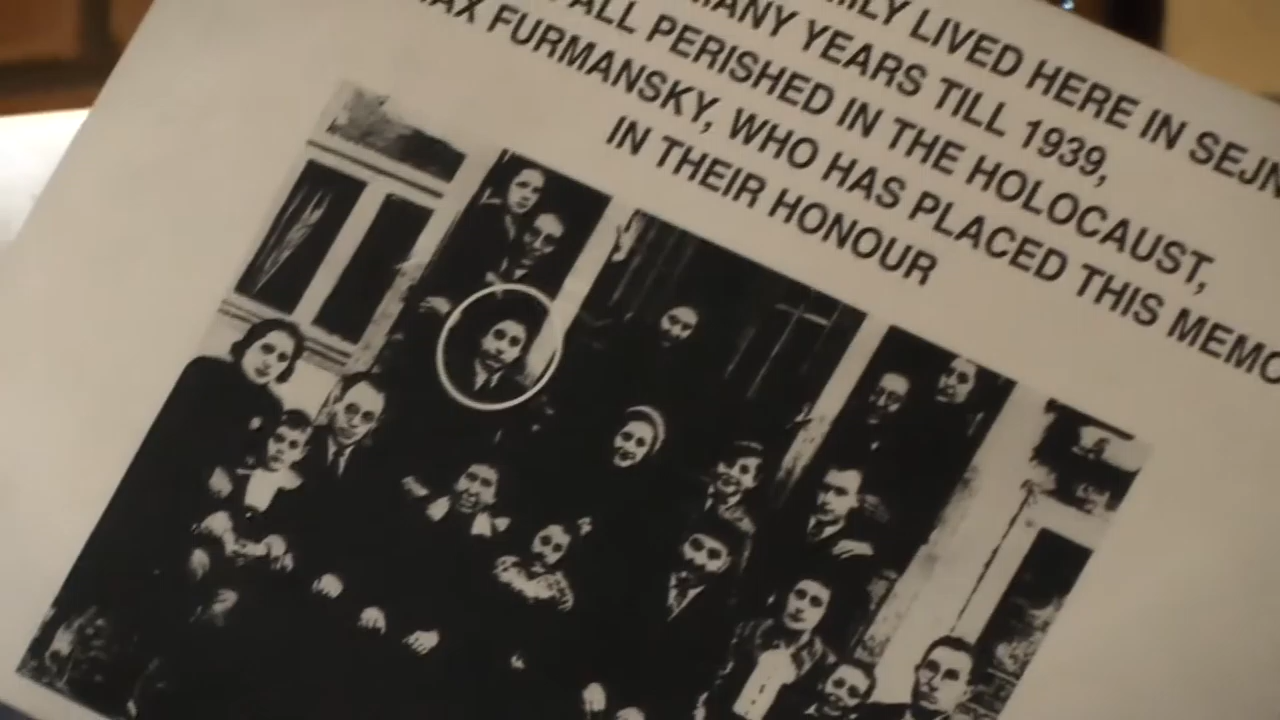 LIVED HERE IN SEJN
MANY YEARS TILL 1939,
ALL PERISHED IN THE HOLOCAUST,
MAX FURMANSKY, WHO HAS PLACED THIS MEMO
IN THEIR HONOUR